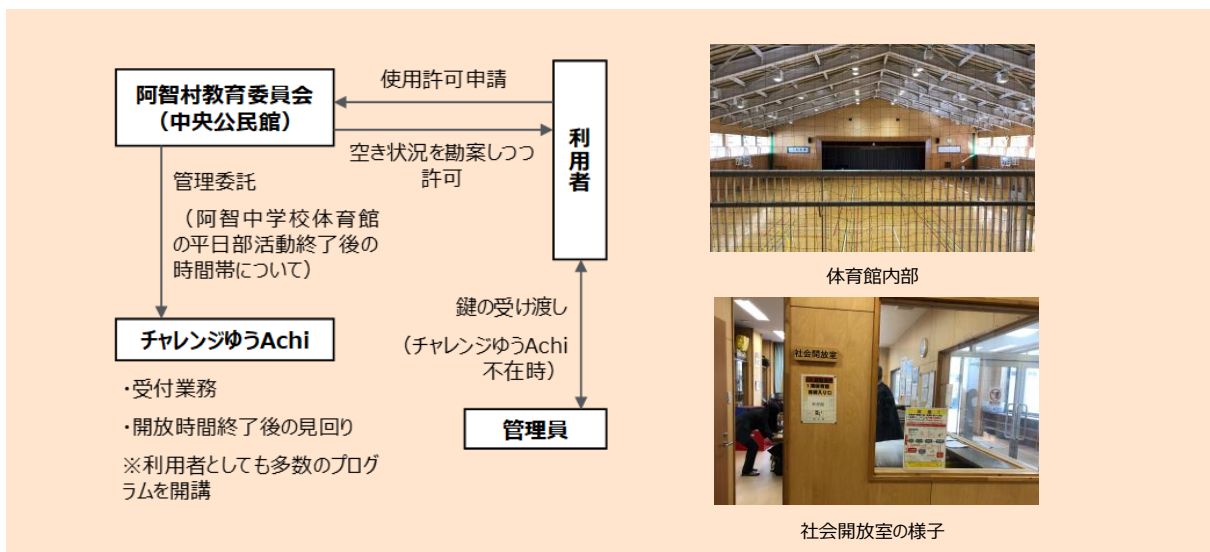 阿智村教育委員会
（中央公民館）
使用許可申請
空き状況を勘案しつつ
許可
利用者
管理委託
（阿智中学校体育館
の平日部活動終了後の
時間帯について）
チャレンジゆうAchi
・受付業務
・開放時間終了後の見回り
※利用者としても多数のプログ
ラムを開講
鍵の受け渡し
（チャレンジゆうAchi
不在時）
管理員
体育館内部
社会開放室
社会開放室の様子